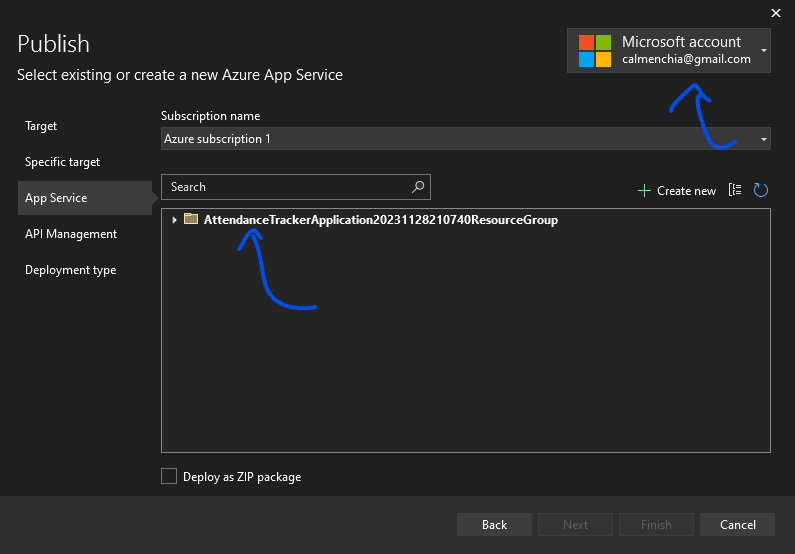 Publish
Select existing or create a new Azure App Service
Microsoft account
calmenchia@gmail.com
Target
Specific target
App Service
API Management
Deployment type
Subscription name
Azure subscription 1
Search
Create new
AttendanceTrackerApplication20231128210740ResourceGroup
Deploy as ZIP package
Back
Next
Finish
Cancel